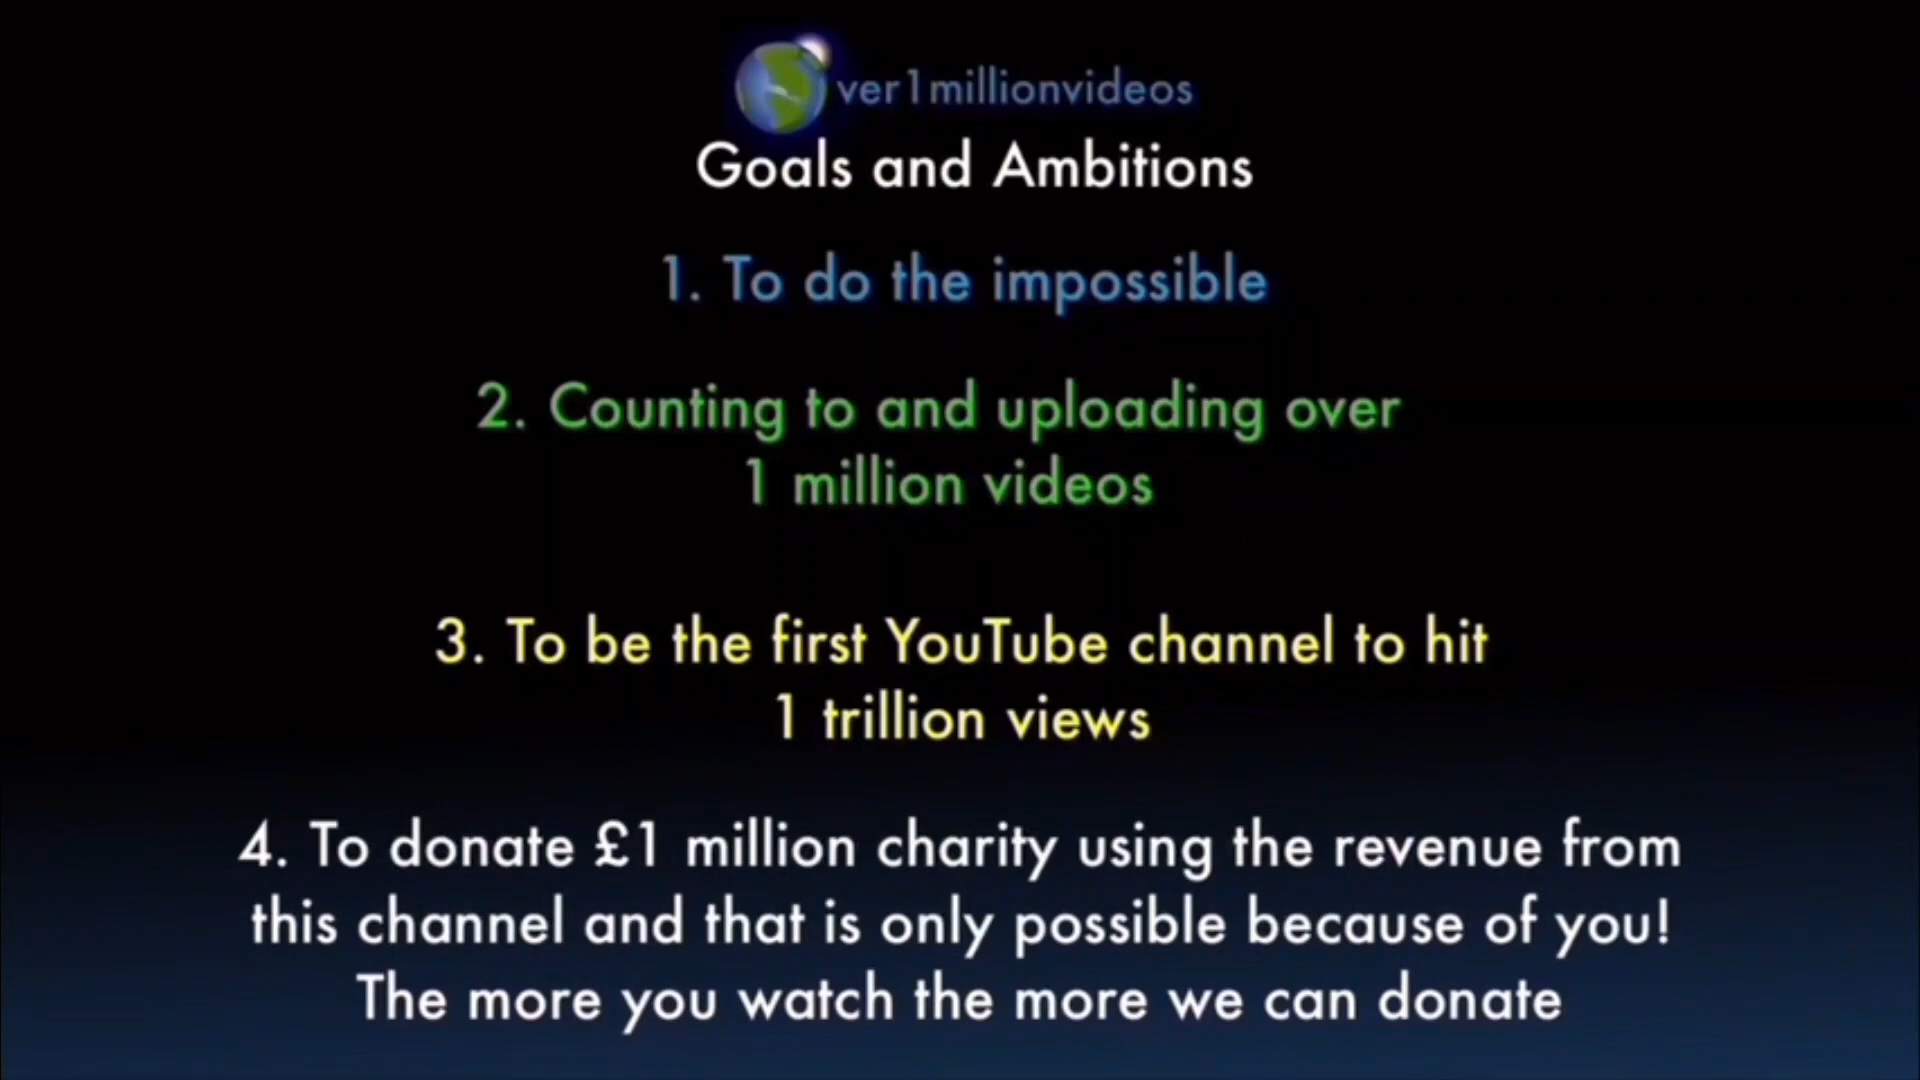 ver1millionvideos
Goals and Ambitions
1. To do the impossible
2. Counting to and uploading over
1 million videos
3. To be the first YouTube channel to hit
1 trillion views
4. To donate £1 million charity using the revenue from
this channel and that is only possible because of you!
The more you watch the more we can donate